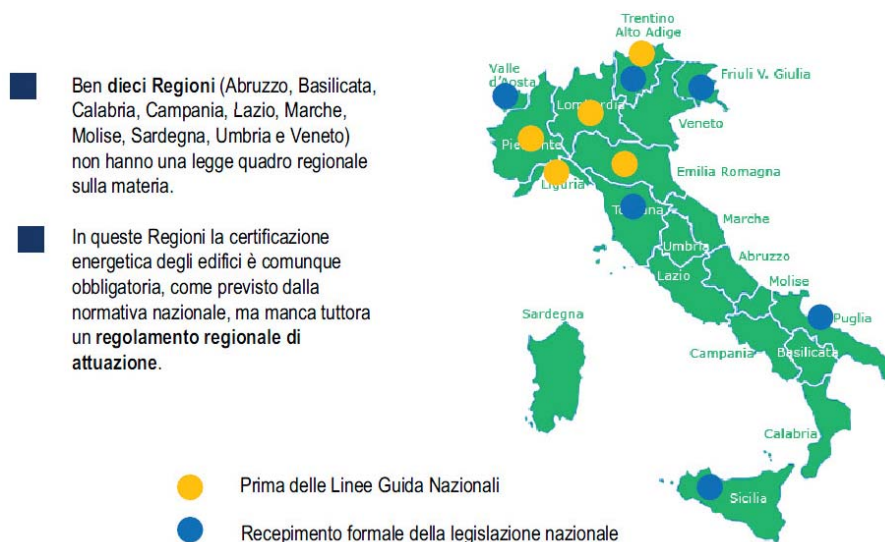 Ben dieci Regioni (Abruzzo, Basilicata,
Calabria, Campania, Lazio, Marche,
Molise, Sardegna, Umbria e Veneto)
non hanno una legge quadro regionale
sulla materia.
In queste Regioni la certificazione
energetica degli edifici è comunque
obbligatoria, come previsto dalla
normativa nazionale, ma manca tuttora
un regolamento regionale di
attuazione.
Trentino
Alto Adige
Valle
d'Aosta
Friuli V. Giulia
Lombardia
Veneto
Piemonte
Emilia Romagna
Liguria
Toscana
Marche
Umbria
Abruzzo
Lazio
Molise
Sardegna
Puglia
Campania
Basilicata
Calabria
Sicilia
Prima delle Linee Guida Nazionali
Recepimento formale della legislazione nazionale